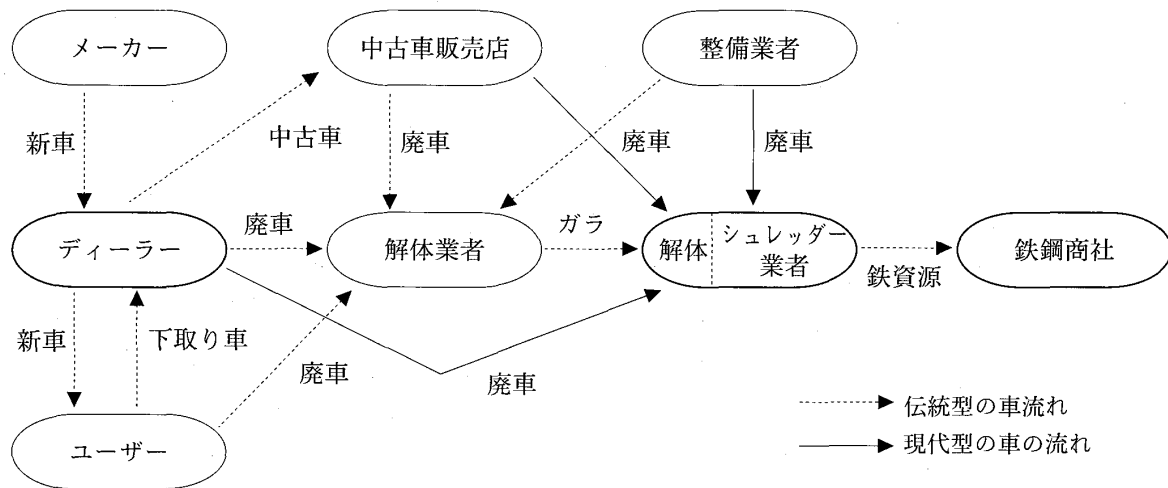 メーカー
中古車販売店
整備業者
新車
中古車
廃車
廃車
廃車
ディーラー
廃車
解体業者
ガラ
解体
シュレッダー
業者
鉄資源
鉄鋼商社
新車
下取り車
廃車
廃車
ユーザー
伝統型の車流れ
現代型の車の流れ